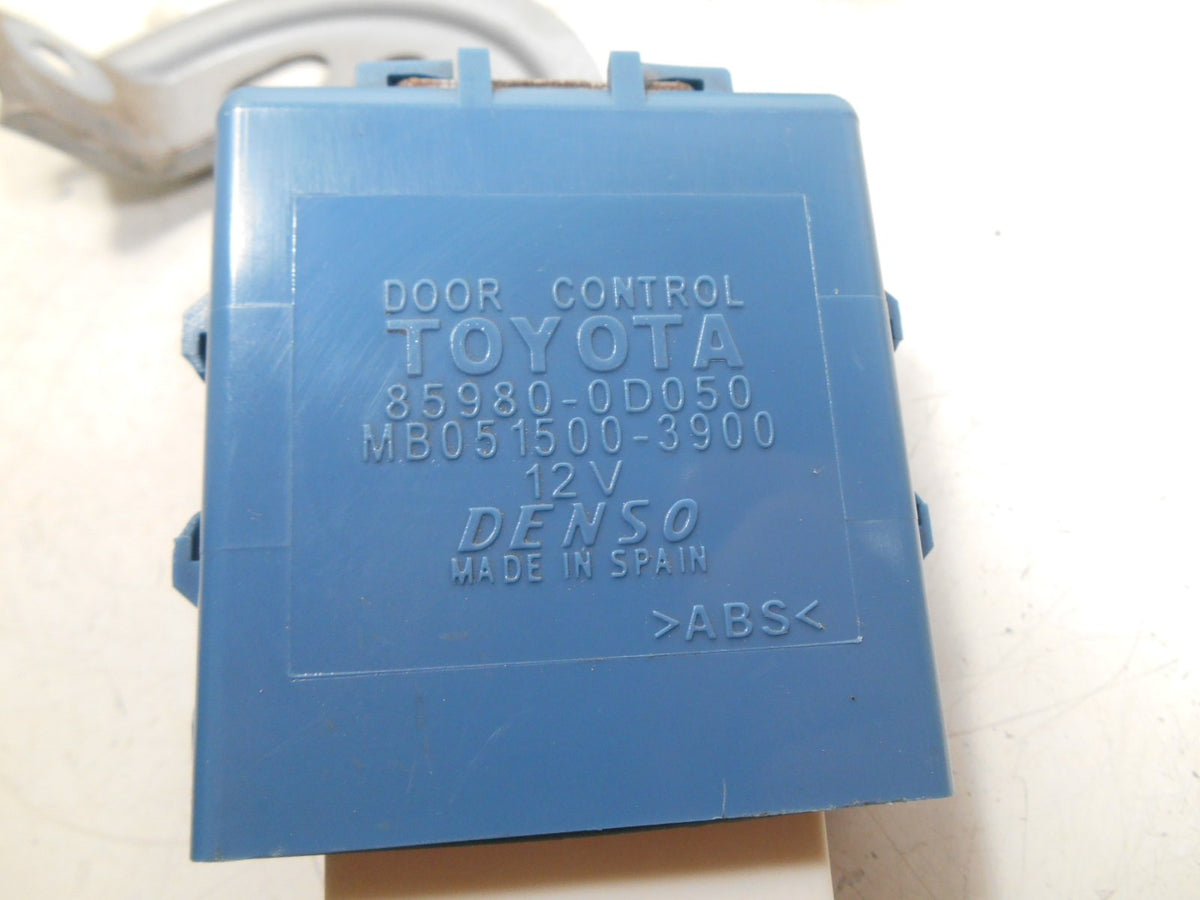 DOOR CONTROL
TOYOTA
85980-0D050
MB051500-3900
12V
DENSO
MADE IN SPAIN
>ABS<